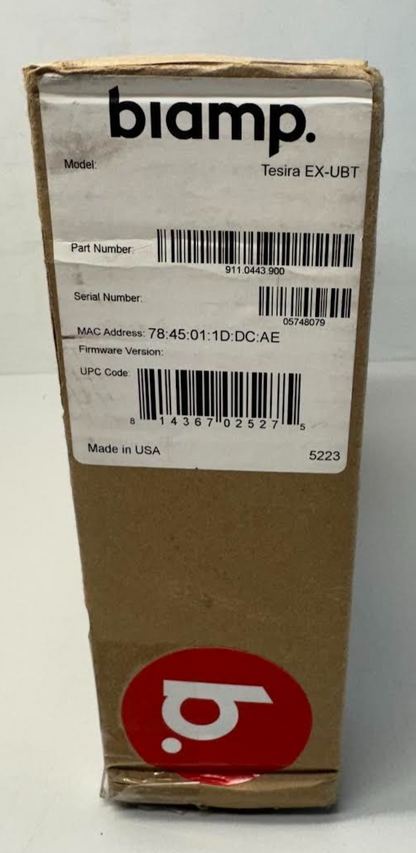 biamp.
Model: Tesira EX-UBT
Part Number:
911.0443.900
Serial Number:
05748079
MAC Address: 78:45:01:1D:DC:AE
Firmware Version:
UPC Code:
8 14367 02527 5
Made in USA 5223
b.